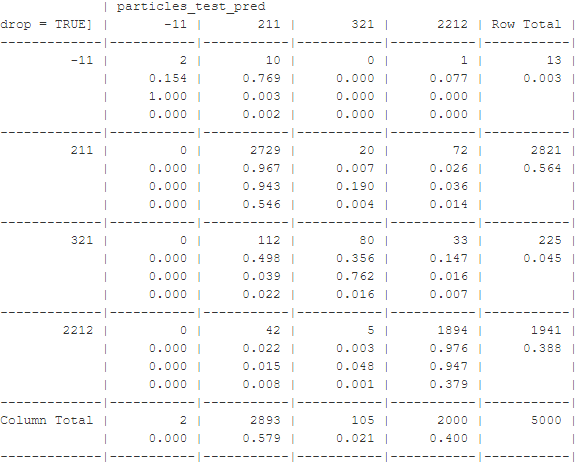 | particles_test_pred
drop = TRUE] | -11 | 211 | 321 | 2212 | Row Total |
-------------|-----------|-----------|-----------|-----------|-----------|
-11 | 2 | 10 | 0 | 1 | 13 |
| 0.154 | 0.769 | 0.000 | 0.077 | 0.003 |
| 1.000 | 0.003 | 0.000 | 0.000 | |
| 0.000 | 0.002 | 0.000 | 0.000 | |
-------------|-----------|-----------|-----------|-----------|-----------|
211 | 0 | 2729 | 20 | 72 | 2821 |
| 0.000 | 0.967 | 0.007 | 0.026 | 0.564 |
| 0.000 | 0.943 | 0.190 | 0.036 | |
| 0.000 | 0.546 | 0.004 | 0.014 | |
-------------|-----------|-----------|-----------|-----------|-----------|
321 | 0 | 112 | 80 | 33 | 225 |
| 0.000 | 0.498 | 0.356 | 0.147 | 0.045 |
| 0.000 | 0.039 | 0.762 | 0.016 | |
| 0.000 | 0.022 | 0.016 | 0.007 | |
-------------|-----------|-----------|-----------|-----------|-----------|
2212 | 0 | 42 | 5 | 1894 | 1941 |
| 0.000 | 0.022 | 0.003 | 0.976 | 0.388 |
| 0.000 | 0.015 | 0.048 | 0.947 | |
| 0.000 | 0.008 | 0.001 | 0.379 | |
-------------|-----------|-----------|-----------|-----------|-----------|
Column Total | 2 | 2893 | 105 | 2000 | 5000 |
| 0.000 | 0.579 | 0.021 | 0.400 | |
-------------|-----------|-----------|-----------|-----------|-----------|